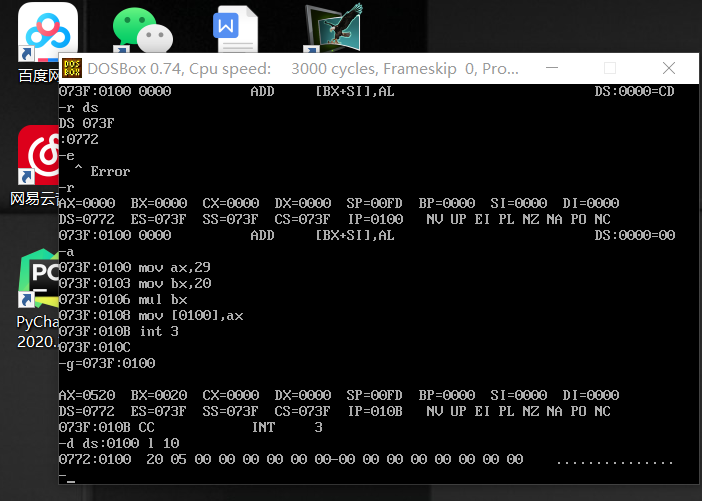 百度网
W
DOS
BOX
DOSBox 0.74, Cpu speed: 3000 cycles, Frameskip 0, Pro...
073F:0100 0000 ADD [BX+SI],AL DS:0000=CD
-r ds
DS 073F
:0772
-e
^ Error
-r
AX=0000 BX=0000 CX=0000 DX=0000 SP=00FD BP=0000 SI=0000 DI=0000
DS=0772 ES=073F SS=073F CS=073F IP=0100 NV UP EI PL NZ NA PO NC
073F:0100 0000 ADD [BX+SI],AL DS:0000=00
-a
073F:0100 mov ax,29
073F:0103 mov bx,20
073F:0106 mul bx
073F:0108 mov [0100],ax
073F:010B int 3
073F:010C
-g=073F:0100
AX=0520 BX=0020 CX=0000 DX=0000 SP=00FD BP=0000 SI=0000 DI=0000
DS=0772 ES=073F SS=073F CS=073F IP=010B NV UP EI PL NZ NA PO NC
073F:010B CC INT 3
-d ds:0100 l 10
0772:0100 20 05 00 00 00 00 00 00-00 00 00 00 00 00 00 00 ...............
-_
网易云
PC
PyCha
2020.